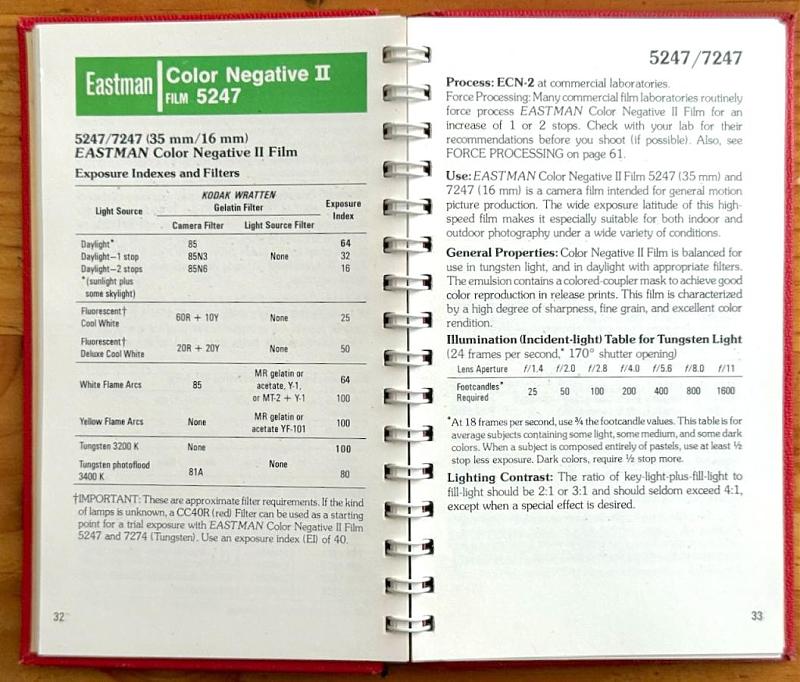 Eastman
Color Negative II
FILM 5247
5247/7247 (35 mm/16 mm)
EASTMAN Color Negative II Film
Exposure Indexes and Filters
Light Source
KODAK WRATTEN
Gelatin Filter
Exposure
Index
Camera Filter Light Source Filter
Daylight* 85 64
Daylight—1 stop 85N3 None 32
Daylight—2 stops 85N6 16
*(sunlight plus
some skylight)
Fluorescent†
Cool White 60R + 10Y None 25
Fluorescent†
Deluxe Cool White 20R + 20Y None 50
White Flame Arcs 85 MR gelatin or
acetate, Y-1, 64
or MT-2 + Y-1 100
Yellow Flame Arcs None MR gelatin or
acetate YF-101 100
Tungsten 3200 K None 100
None
Tungsten photoflood
3400 K 81A 80
†IMPORTANT: These are approximate filter requirements. If the kind
of lamps is unknown, a CC40R (red) Filter can be used as a starting
point for a trial exposure with EASTMAN Color Negative II Film
5247 and 7274 (Tungsten). Use an exposure index (EI) of 40.
32
5247/7247
Process: ECN-2 at commercial laboratories.
Force Processing: Many commercial film laboratories routinely
force process EASTMAN Color Negative II Film for an
increase of 1 or 2 stops. Check with your lab for their
recommendations before you shoot (if possible). Also, see
FORCE PROCESSING on page 61.
Use: EASTMAN Color Negative II Film 5247 (35 mm) and
7247 (16 mm) is a camera film intended for general motion
picture production. The wide exposure latitude of this high-
speed film makes it especially suitable for both indoor and
outdoor photography under a wide variety of conditions.
General Properties: Color Negative II Film is balanced for
use in tungsten light, and in daylight with appropriate filters.
The emulsion contains a colored-coupler mask to achieve good
color reproduction in release prints. This film is characterized
by a high degree of sharpness, fine grain, and excellent color
rendition.
Illumination (Incident-light) Table for Tungsten Light
(24 frames per second,* 170° shutter opening)
Lens Aperture f/1.4 f/2.0 f/2.8 f/4.0 f/5.6 f/8.0 f/11
Footcandles*
Required 25 50 100 200 400 800 1600
*At 18 frames per second, use ¾ the footcandle values. This table is for
average subjects containing some light, some medium, and some dark
colors. When a subject is composed entirely of pastels, use at least ½
stop less exposure. Dark colors, require ½ stop more.
Lighting Contrast: The ratio of key-light-plus-fill-light to
fill-light should be 2:1 or 3:1 and should seldom exceed 4:1,
except when a special effect is desired.
33